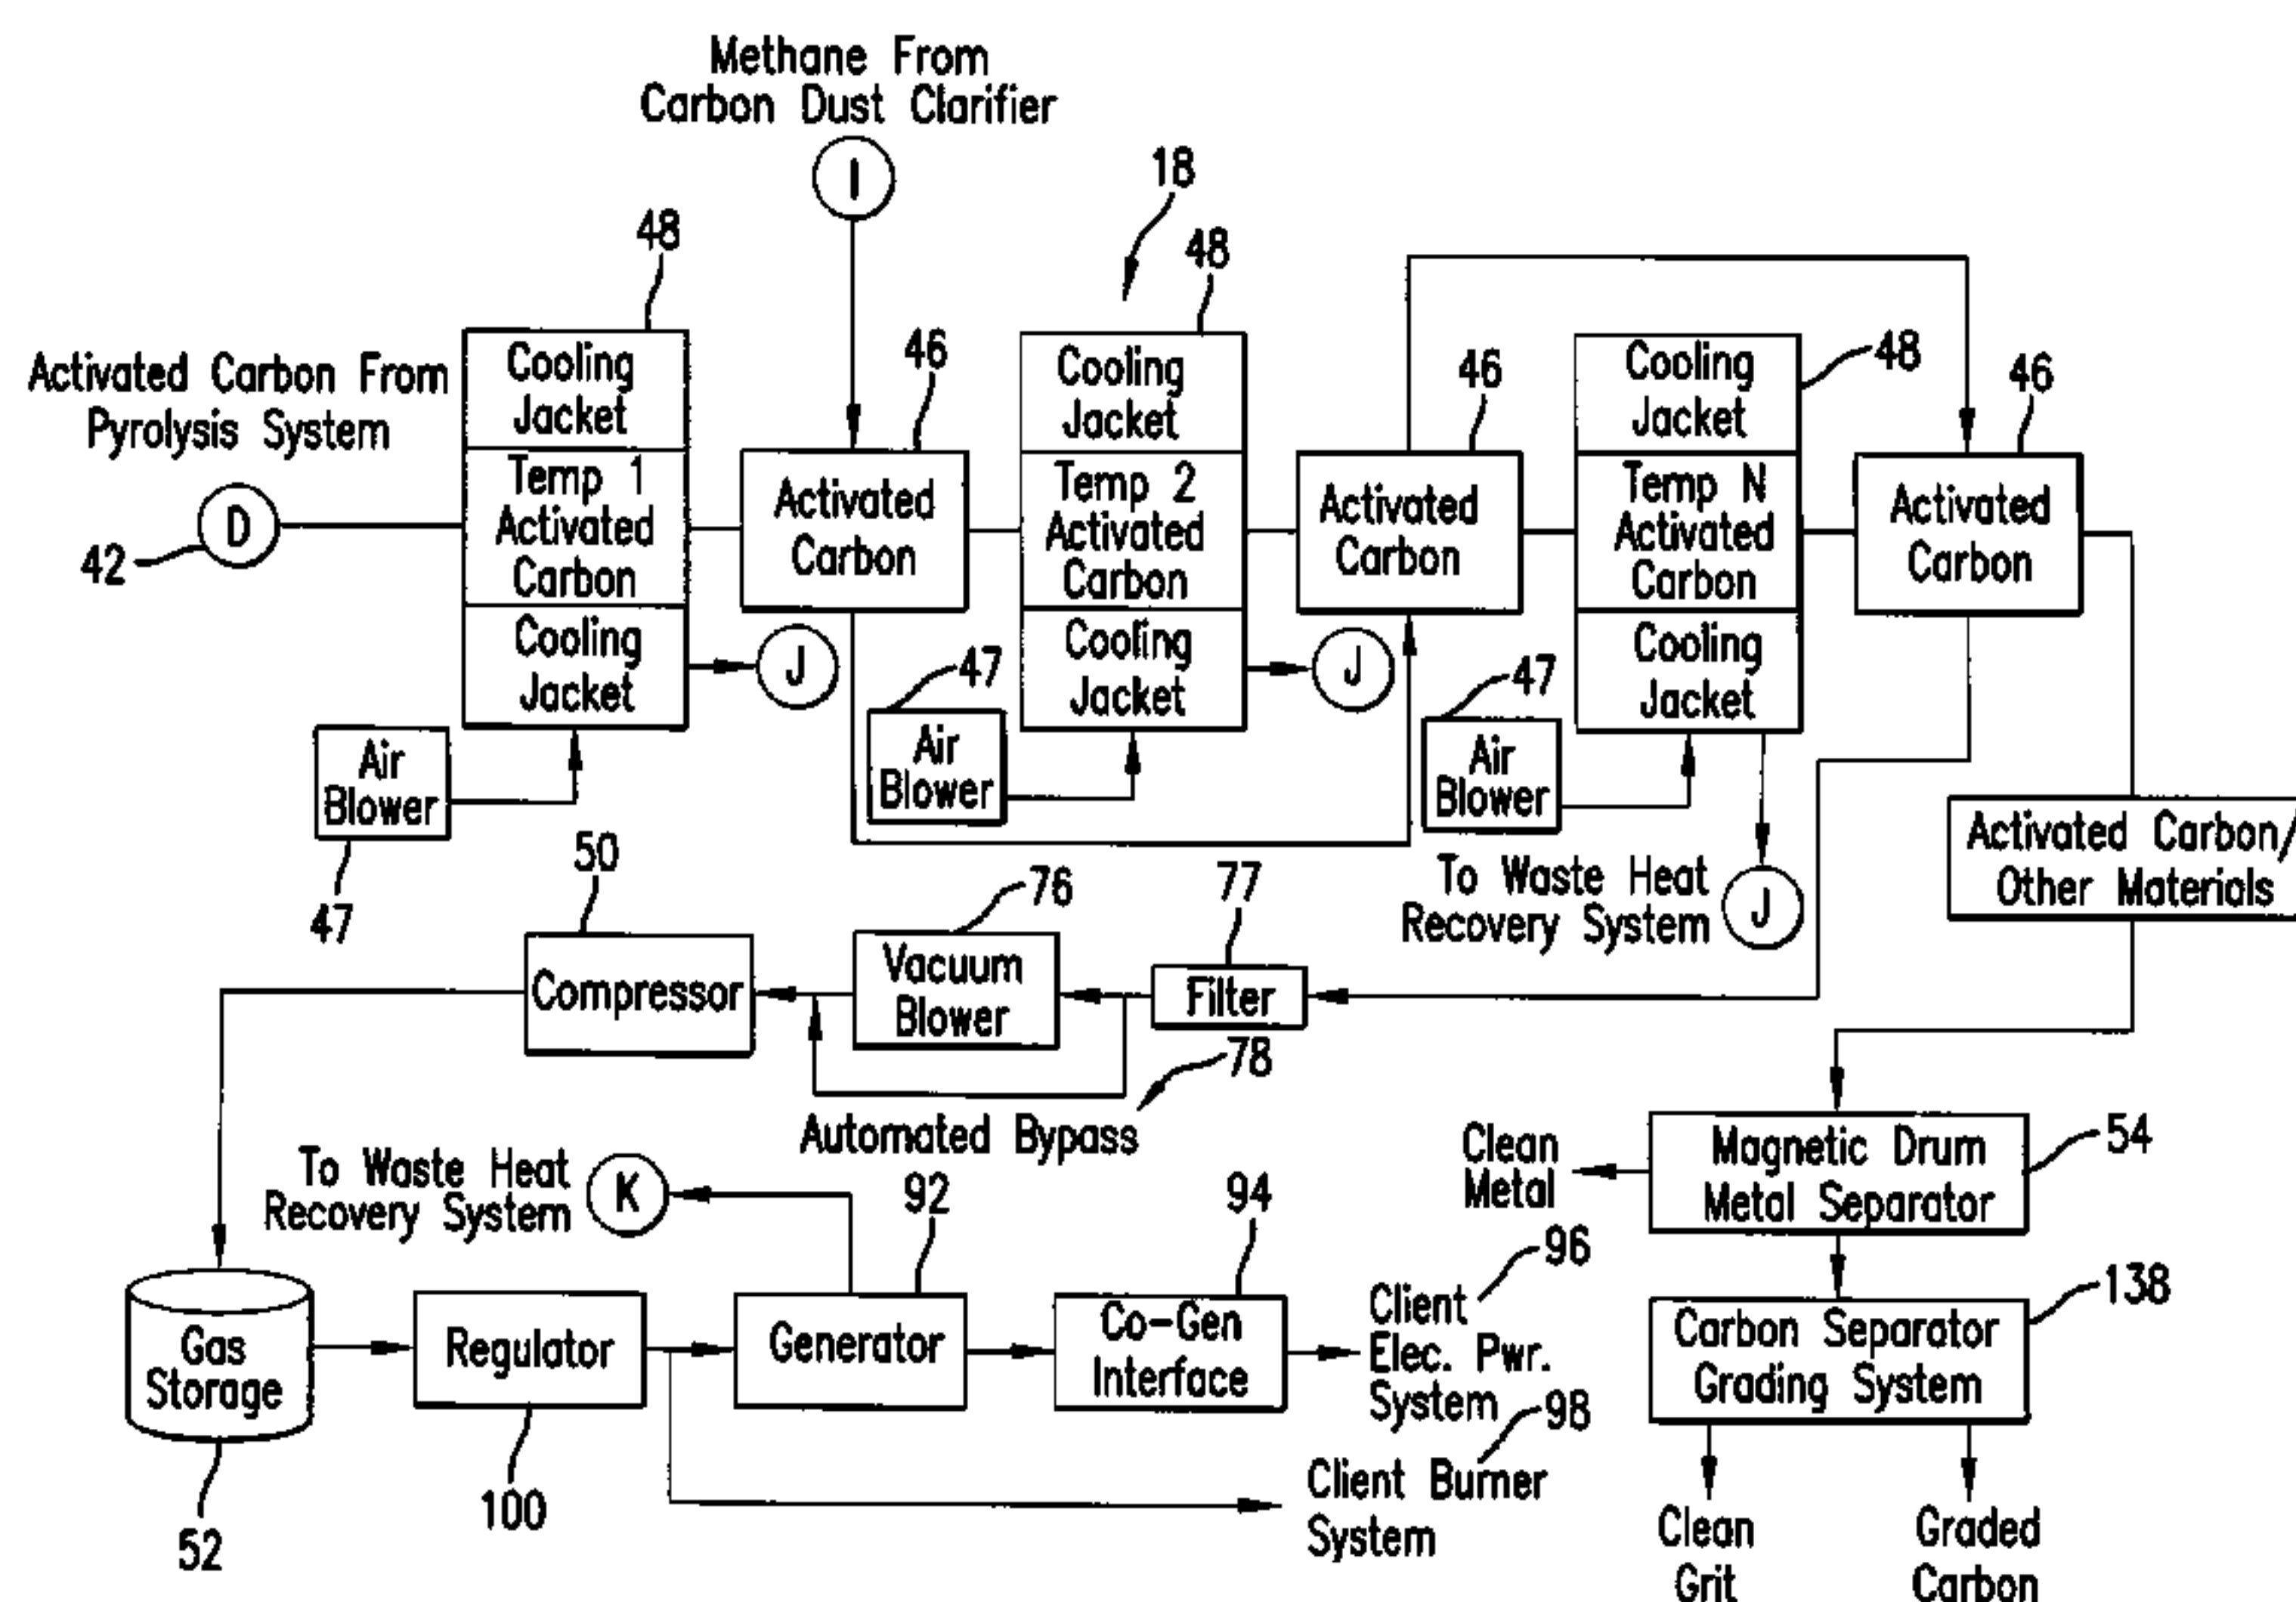 Methane From
Carbon Dust Clarifier
I
18
48
48
Activated Carbon From
Pyrolysis System
D
42
Cooling
Jacket
Temp 1
Activated
Carbon
Cooling
Jacket
J
Air
Blower
47
46
Activated
Carbon
Cooling
Jacket
Temp 2
Activated
Carbon
Cooling
Jacket
J
47
Air
Blower
46
Activated
Carbon
48
Cooling
Jacket
Temp N
Activated
Carbon
Cooling
Jacket
47
Air
Blower
To Waste Heat
Recovery System
J
46
Activated
Carbon
Activated Carbon/
Other Materials
50
Compressor
76
Vacuum
Blower
77
Filter
78
Automated Bypass
To Waste Heat
Recovery System
K
92
94
96
Gas
Storage
52
Regulator
100
Generator
Co-Gen
Interface
Client
Elec. Pwr.
System
98
Client Burner
System
Clean
Metal
Magnetic Drum
Metal Separator
54
138
Carbon Separator
Grading System
Clean
Grit
Graded
Carbon